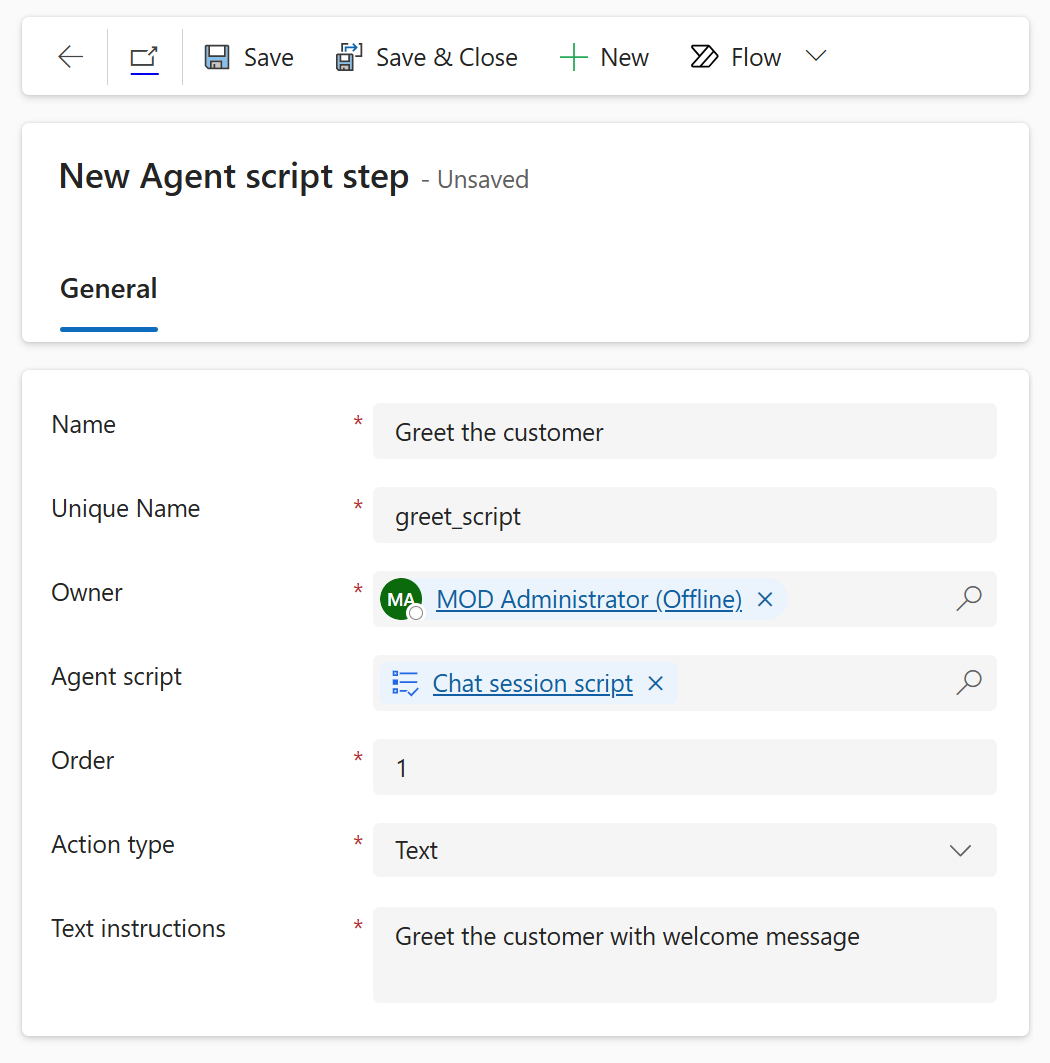 Save Save & Close New Flow
New Agent script step - Unsaved
General
Name * Greet the customer
Unique Name * greet_script
Owner * MA MOD Administrator (Offline)
Agent script Chat session script
Order * 1
Action type * Text
Text instructions * Greet the customer with welcome message